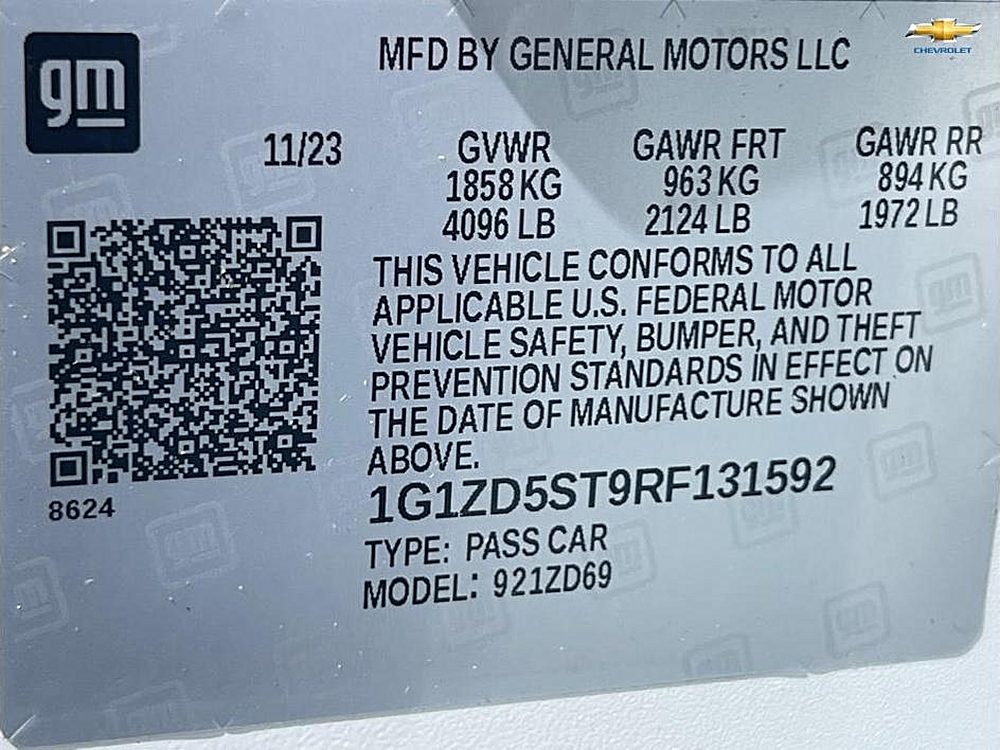 gm
MFD BY GENERAL MOTORS LLC
CHEVROLET
11/23 GVWR GAWR FRT GAWR RR
1858 KG 963 KG 894 KG
4096 LB 2124 LB 1972 LB
THIS VEHICLE CONFORMS TO ALL
APPLICABLE U.S. FEDERAL MOTOR
VEHICLE SAFETY, BUMPER, AND THEFT
PREVENTION STANDARDS IN EFFECT ON
THE DATE OF MANUFACTURE SHOWN
ABOVE.
8624
1G1ZD5ST9RF131592
TYPE: PASS CAR
MODEL: 921ZD69